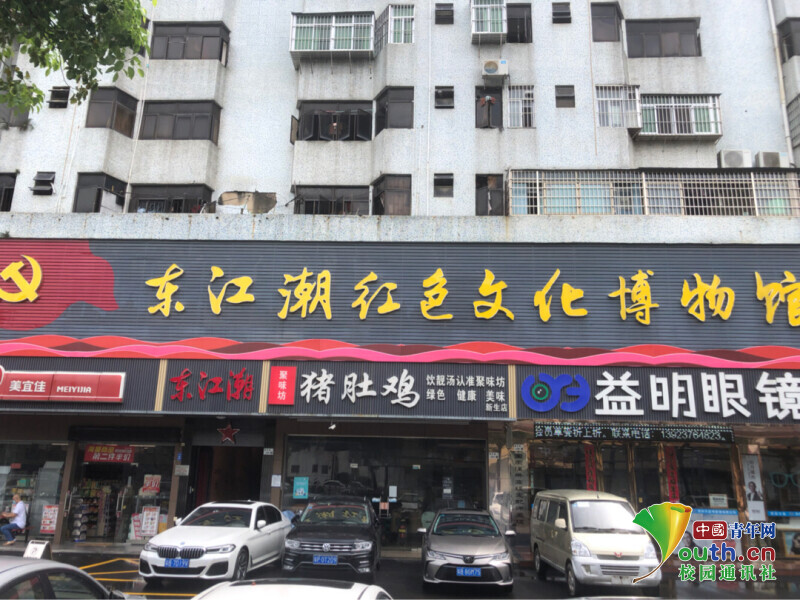 东江潮红色文化博物馆
美宜佳 MEIYIJIA
东江潮
聚味坊
猪肚鸡
饮靓汤认准聚味坊
绿色 健康 美味
新生店
益明眼镜
中国青年网
youth.cn
校园通讯社